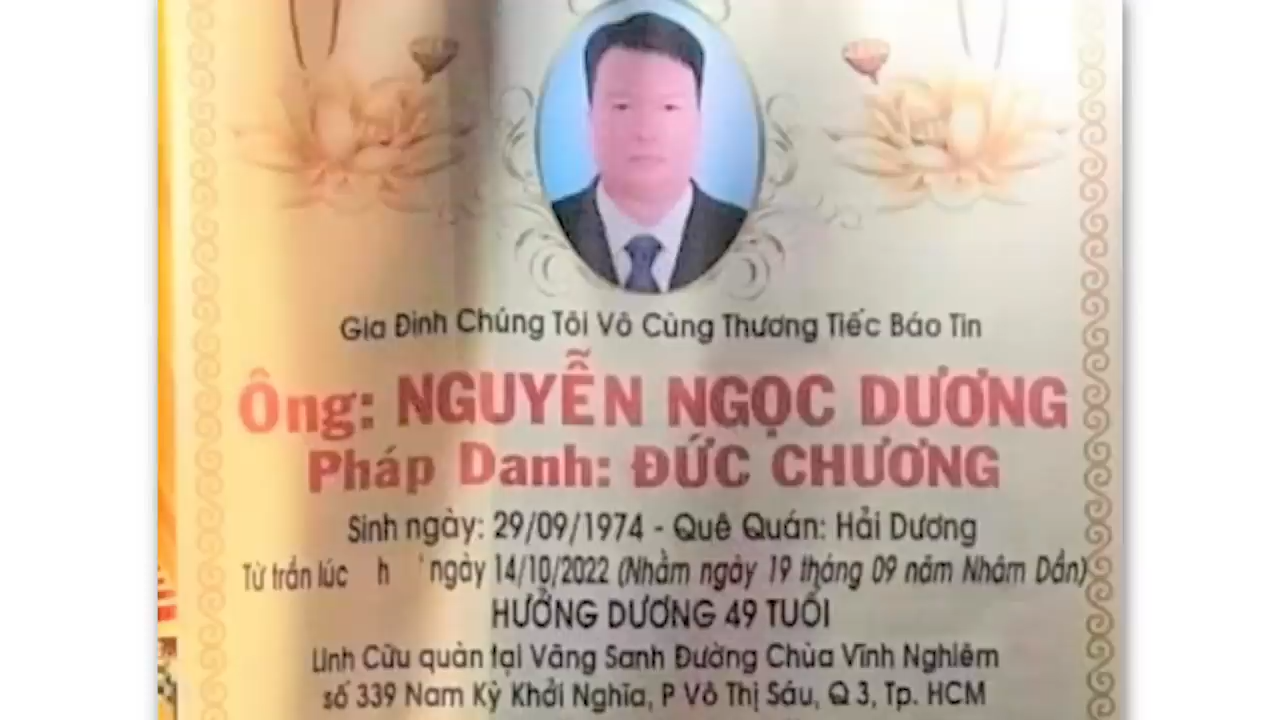 Gia Đình Chúng Tôi Vô Cùng Thương Tiếc Báo Tin
Ông: NGUYỄN NGỌC DƯƠNG
Pháp Danh: ĐỨC CHƯƠNG
Sinh ngày: 29/09/1974 - Quê Quán: Hải Dương
Từ trần lúc h ngày 14/10/2022 (Nhằm ngày 19 tháng 09 năm Nhâm Dần)
HƯỞNG DƯƠNG 49 TUỔI
Linh Cữu quàn tại Vãng Sanh Đường Chùa Vĩnh Nghiêm
số 339 Nam Kỳ Khởi Nghĩa, P Võ Thị Sáu, Q 3, Tp. HCM